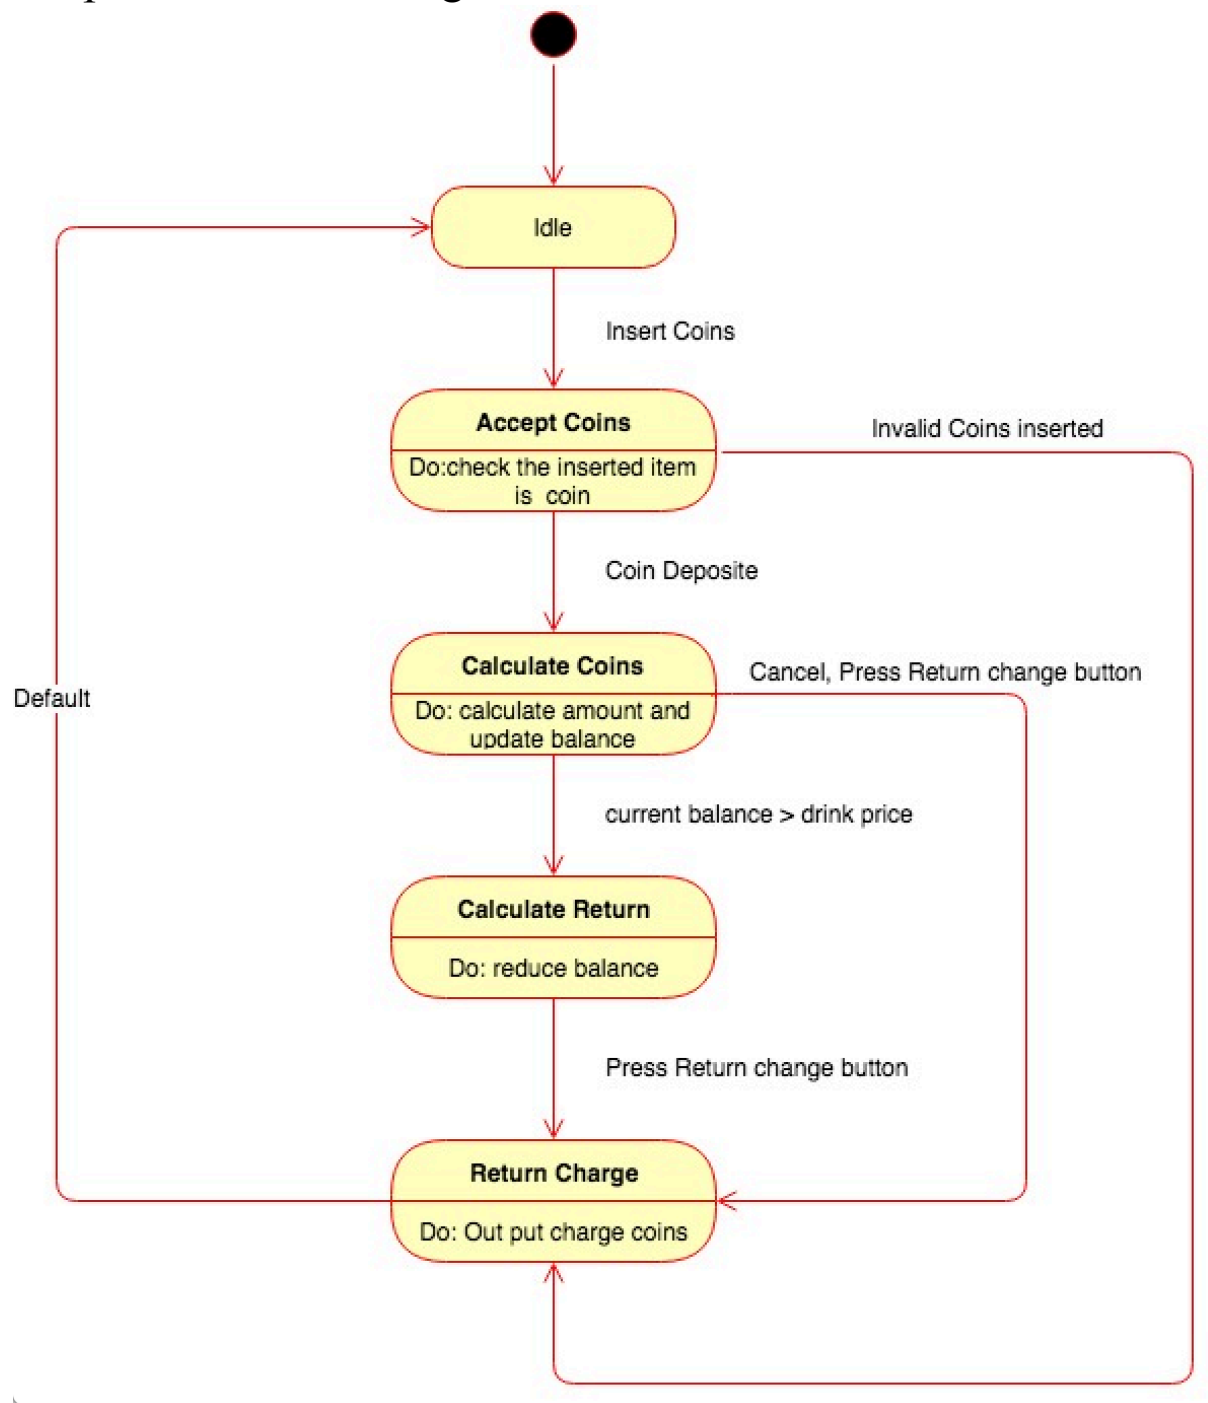 Idle
Insert Coins
Accept Coins
Do:check the inserted item
is coin
Invalid Coins inserted
Coin Deposite
Calculate Coins
Do: calculate amount and
update balance
Cancel, Press Return change button
Default
current balance > drink price
Calculate Return
Do: reduce balance
Press Return change button
Return Charge
Do: Out put charge coins